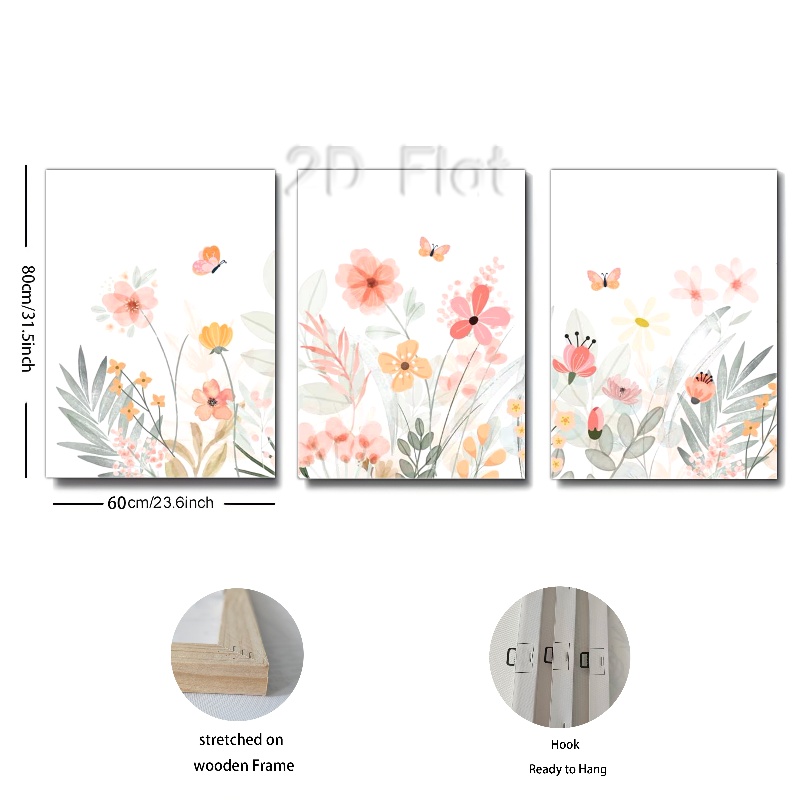 2D Flat
80cm/31.5inch
60cm/23.6inch
stretched on
wooden Frame
Hook
Ready to Hang